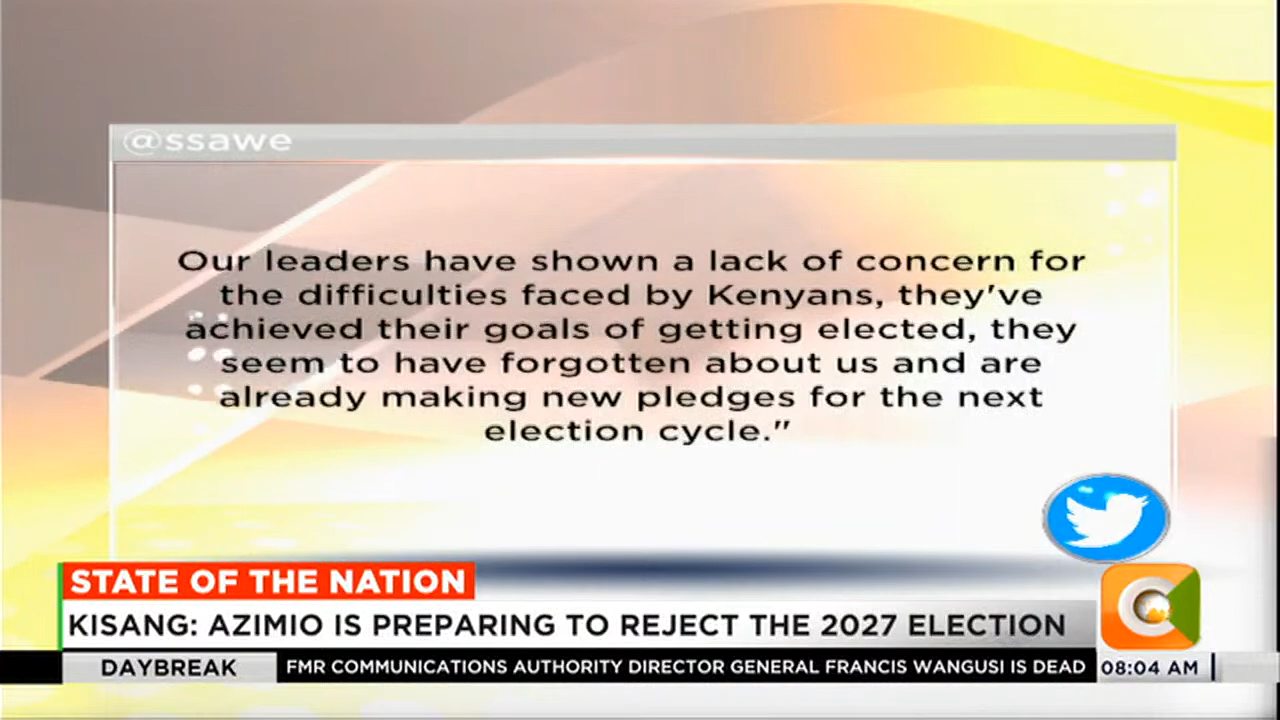 @ssawe
Our leaders have shown a lack of concern for
the difficulties faced by Kenyans, they've
achieved their goals of getting elected, they
seem to have forgotten about us and are
already making new pledges for the next
election cycle."
STATE OF THE NATION
KISANG: AZIMIO IS PREPARING TO REJECT THE 2027 ELECTION
DAYBREAK
FMR COMMUNICATIONS AUTHORITY DIRECTOR GENERAL FRANCIS WANGUSI IS DEAD
08:04 AM